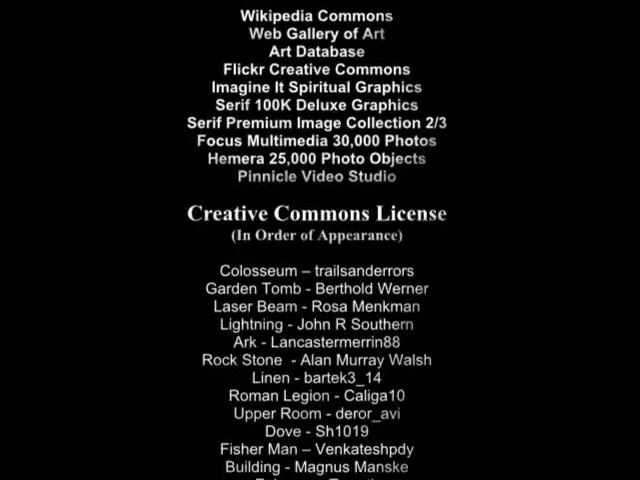 Wikipedia Commons
Web Gallery of Art
Art Database
Flickr Creative Commons
Imagine It Spiritual Graphics
Serif 100K Deluxe Graphics
Serif Premium Image Collection 2/3
Focus Multimedia 30,000 Photos
Hemera 25,000 Photo Objects
Pinnicle Video Studio
Creative Commons License
(In Order of Appearance)
Colosseum – trailsanderrors
Garden Tomb - Berthold Werner
Laser Beam - Rosa Menkman
Lightning - John R Southern
Ark - Lancastermerrin88
Rock Stone  - Alan Murray Walsh
Linen - bartek3_14
Roman Legion - Caliga10
Upper Room - deror_avi
Dove - Sh1019
Fisher Man – Venkateshpdy
Building - Magnus Manske